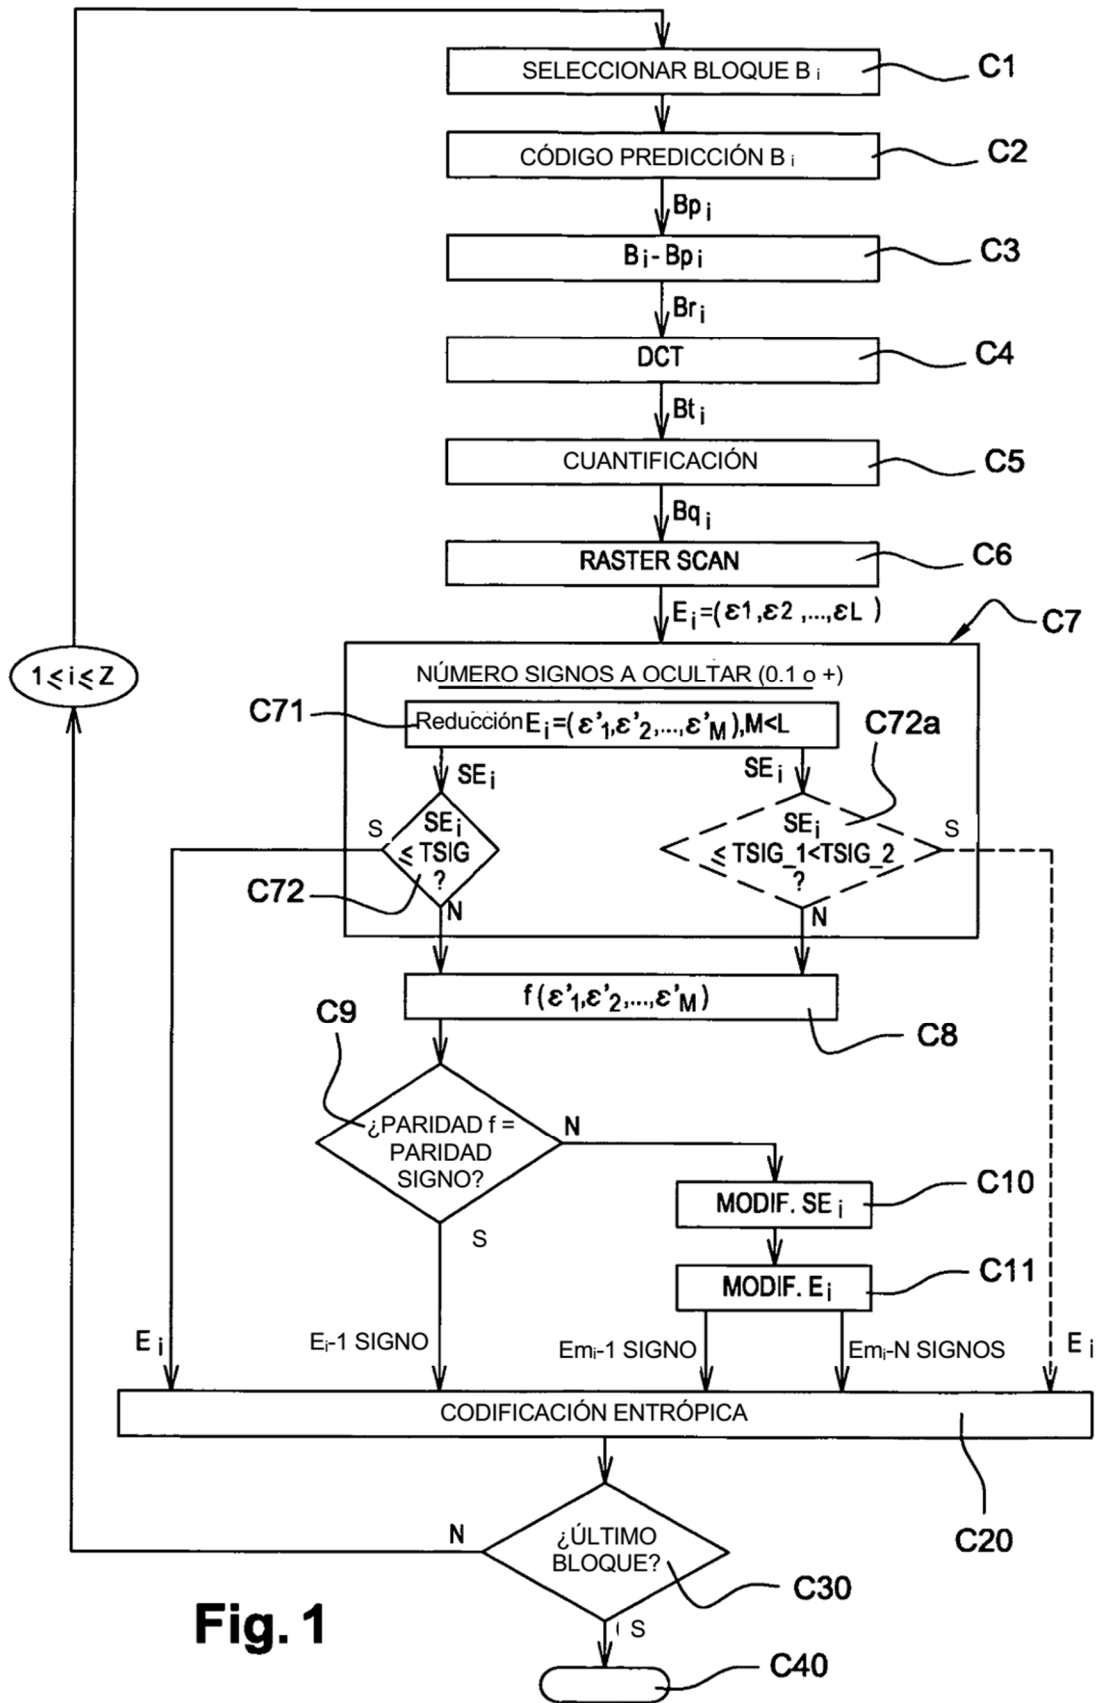 SELECCIONAR BLOQUE B i
C1
CÓDIGO PREDICCIÓN B i
C2
Bp i
B i - Bp i
C3
Br i
DCT
C4
Bt i
CUANTIFICACIÓN
C5
Bq i
RASTER SCAN
C6
E i =(ε1,ε2,...,εL )
C7
1 ≤ i ≤ Z
NÚMERO SIGNOS A OCULTAR (0.1 o +)
C71
Reducción E i =(ε'1,ε'2,...,ε'M),M<L
C72a
SE i
SE i
S
SE i
≤ TSIG
?
SE i
≤ TSIG_1<TSIG_2
?
S
C72
N
N
f(ε'1,ε'2,...,ε'M)
C8
C9
¿PARIDAD f =
PARIDAD
SIGNO?
N
S
MODIF. SE i
C10
MODIF. E i
C11
E i
Ei-1 SIGNO
Emi-1 SIGNO
Emi-N SIGNOS
E i
CODIFICACIÓN ENTRÓPICA
C20
N
¿ÚLTIMO
BLOQUE?
C30
S
C40
Fig. 1